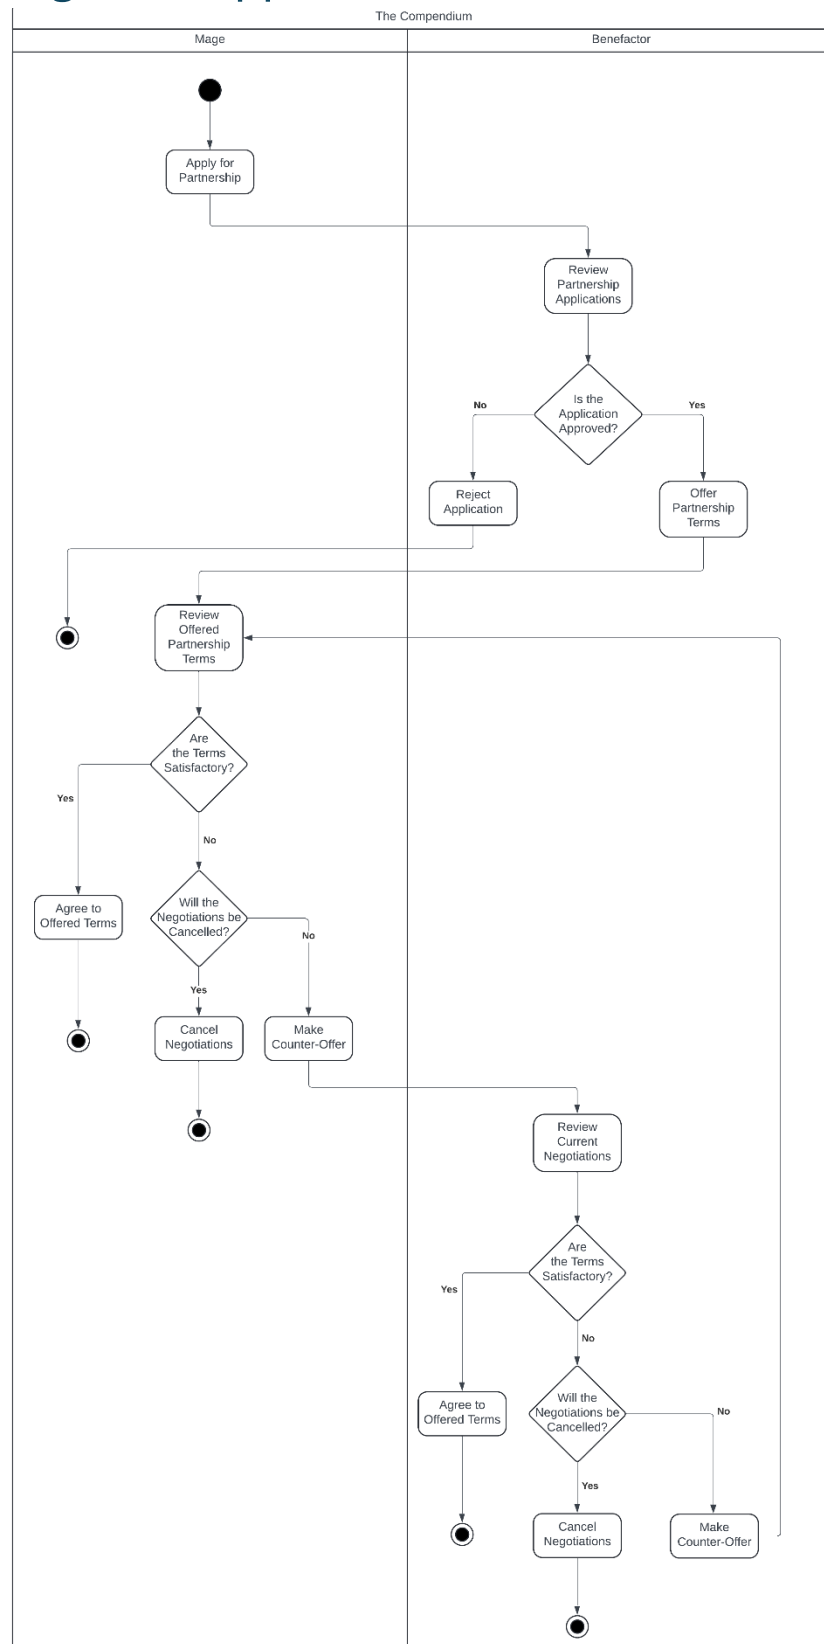 The Compendium
Mage
Benefactor
Apply for
Partnership
Review
Partnership
Applications
Is the
Application
Approved?
No
Yes
Reject
Application
Offer
Partnership
Terms
Review
Offered
Partnership
Terms
Are
the Terms
Satisfactory?
Yes
No
Agree to
Offered Terms
Will the
Negotiations be
Cancelled?
No
Yes
Cancel
Negotiations
Make
Counter-Offer
Review
Current
Negotiations
Are
the Terms
Satisfactory?
Yes
No
Agree to
Offered Terms
Will the
Negotiations be
Cancelled?
No
Yes
Cancel
Negotiations
Make
Counter-Offer